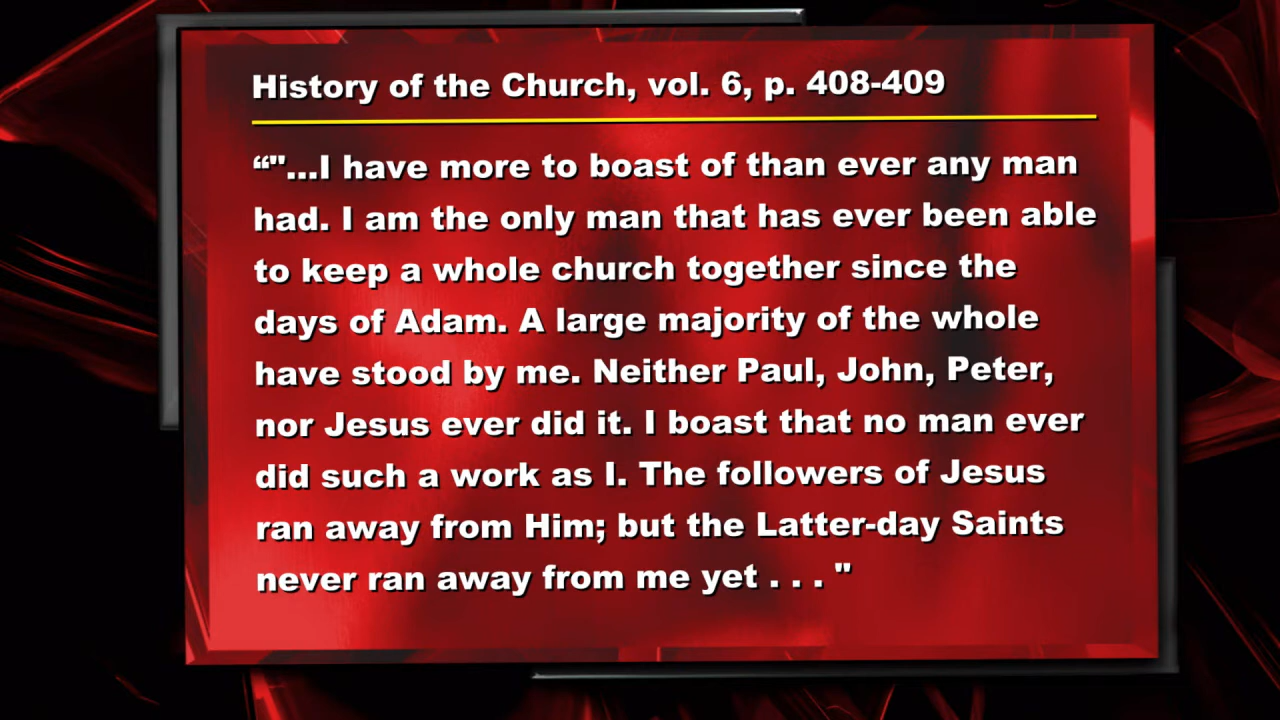 History of the Church, vol. 6, p. 408-409
“"...I have more to boast of than ever any man
had. I am the only man that has ever been able
to keep a whole church together since the
days of Adam. A large majority of the whole
have stood by me. Neither Paul, John, Peter,
nor Jesus ever did it. I boast that no man ever
did such a work as I. The followers of Jesus
ran away from Him; but the Latter-day Saints
never ran away from me yet . . . "